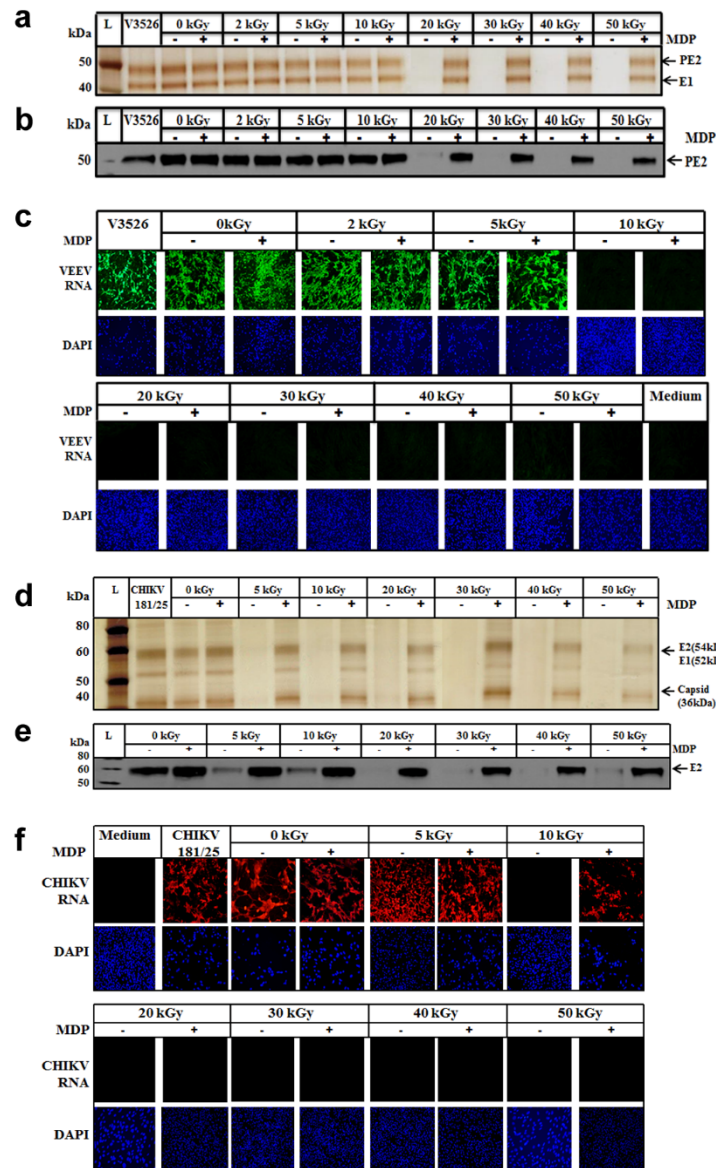 a
kDa L V3526 0 kGy 2 kGy 5 kGy 10 kGy 20 kGy 30 kGy 40 kGy 50 kGy
- + - + - + - + - + - + - + - + MDP
50 PE2
40 E1
b
kDa L V3526 0 kGy 2 kGy 5 kGy 10 kGy 20 kGy 30 kGy 40 kGy 50 kGy
- + - + - + - + - + - + - + - + MDP
50 PE2
c
V3526 0kGy 2 kGy 5kGy 10 kGy
MDP - + - + - + - +
VEEV
RNA
DAPI
20 kGy 30 kGy 40 kGy 50 kGy Medium
MDP - + - + - + - +
VEEV
RNA
DAPI
d
kDa L CHIKV 0 kGy 5 kGy 10 kGy 20 kGy 30 kGy 40 kGy 50 kGy
181/25 - + - + - + - + - + - + - + MDP
80
60 E2(54k
E1(52k
50
40 Capsid
(36kDa)
e
kDa L 0 kGy 5 kGy 10 kGy 20 kGy 30 kGy 40 kGy 50 kGy
- + - + - + - + - + - + - + MDP
80
60 E2
50
f
Medium CHIKV 0 kGy 5 kGy 10 kGy
MDP 181/25 - + - + - +
CHIKV
RNA
DAPI
20 kGy 30 kGy 40 kGy 50 kGy
MDP - + - + - + - +
CHIKV
RNA
DAPI